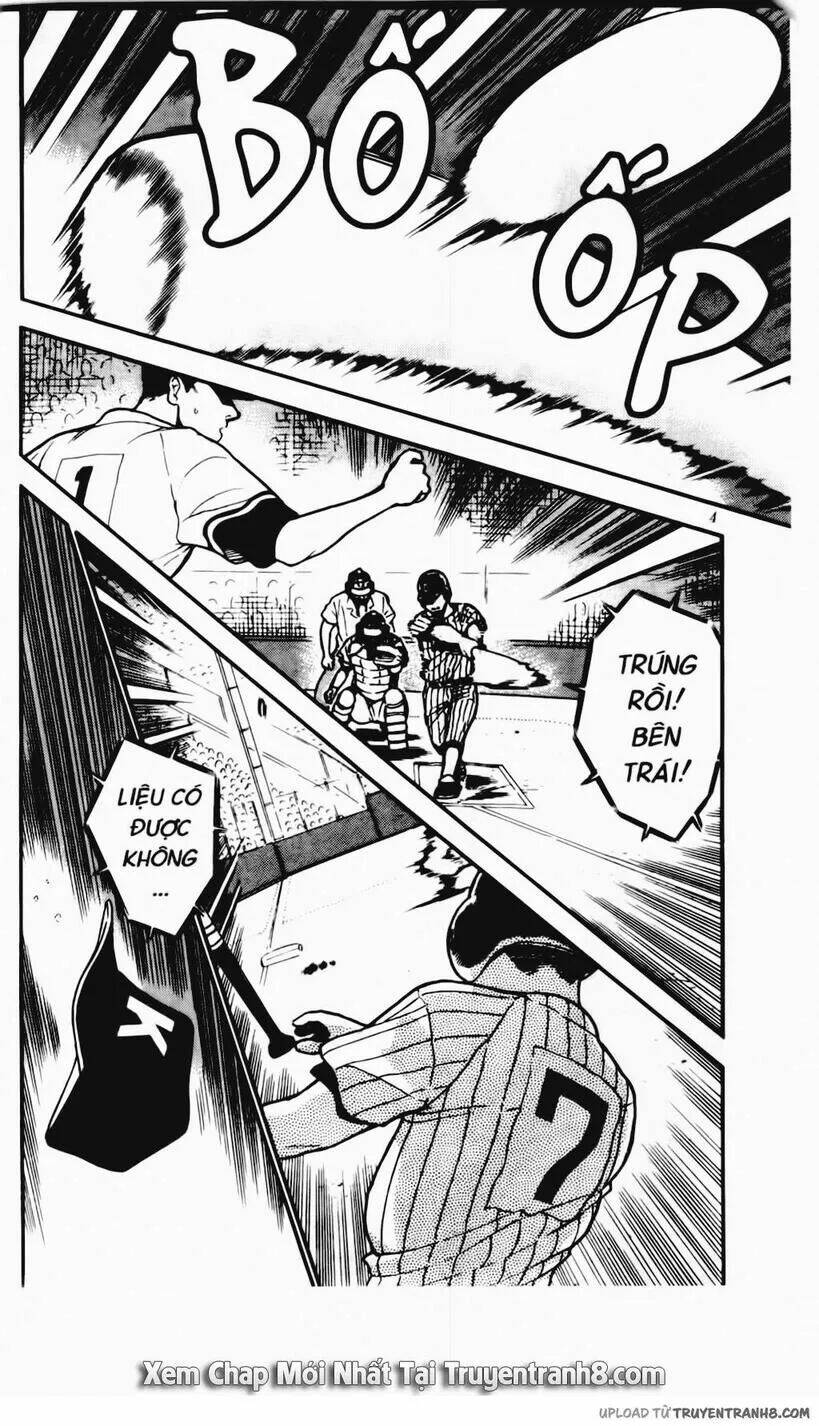 BỐ
ỐP
1
4
TRÚNG
RỒI!
BÊN
TRÁI!
LIỆU CÓ
ĐƯỢC
KHÔNG
...
K
7
Xem Chap Mới Nhất Tại Truyentranh8.com
UPLOAD TỪ TRUYENTRANH8.COM